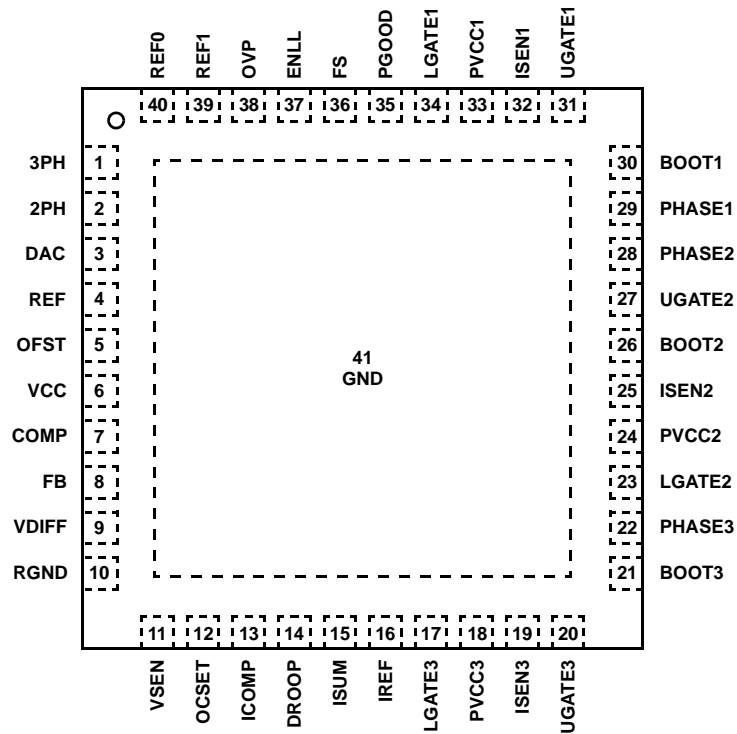 REF0 REF1 OVP ENLL FS PGOOD LGATE1 PVCC1 ISEN1 UGATE1
40 39 38 37 36 35 34 33 32 31
3PH 1 30 BOOT1
2PH 2 29 PHASE1
DAC 3 28 PHASE2
REF 4 27 UGATE2
OFST 5 26 BOOT2
41
GND
VCC 6 25 ISEN2
COMP 7 24 PVCC2
FB 8 23 LGATE2
VDIFF 9 22 PHASE3
RGND 10 21 BOOT3
11 12 13 14 15 16 17 18 19 20
VSEN OCSET ICOMP DROOP ISUM IREF LGATE3 PVCC3 ISEN3 UGATE3